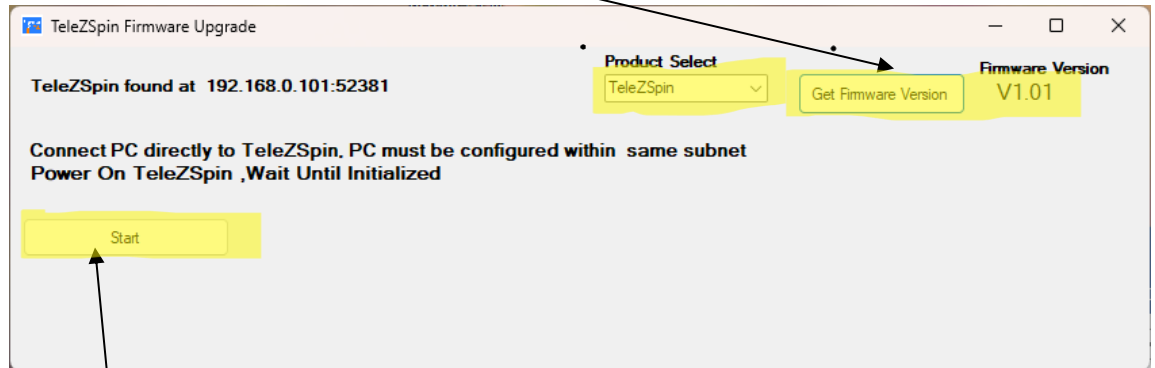 TeleZSpin Firmware Upgrade
Product Select
Firmware Version
TeleZSpin found at 192.168.0.101:52381
TeleZSpin
Get Firmware Version
V1.01
Connect PC directly to TeleZSpin, PC must be configured within same subnet
Power On TeleZSpin ,Wait Until Initialized
Start